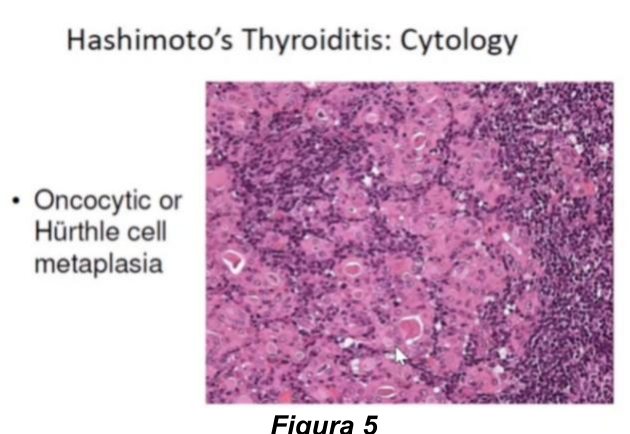 Hashimoto's Thyroiditis: Cytology
• Oncocytic or
Hürthle cell
metaplasia
Figura 5